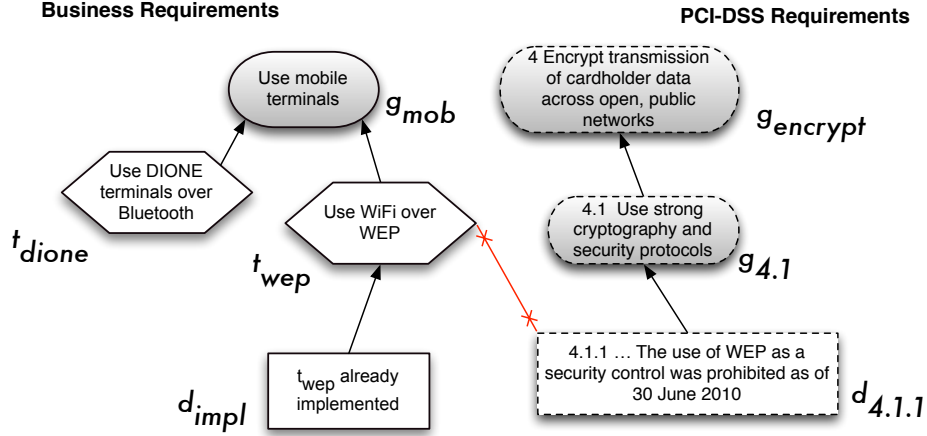 Business Requirements
PCI-DSS Requirements
Use mobile
terminals
g_mob
4 Encrypt transmission
of cardholder data
across open, public
networks
g_encrypt
Use DIONE
terminals over
Bluetooth
t_dione
Use WiFi over
WEP
t_wep
4.1 Use strong
cryptography and
security protocols
g_4.1
t_wep already
implemented
d_impl
4.1.1 ... The use of WEP as a
security control was prohibited as of
30 June 2010
d_4.1.1